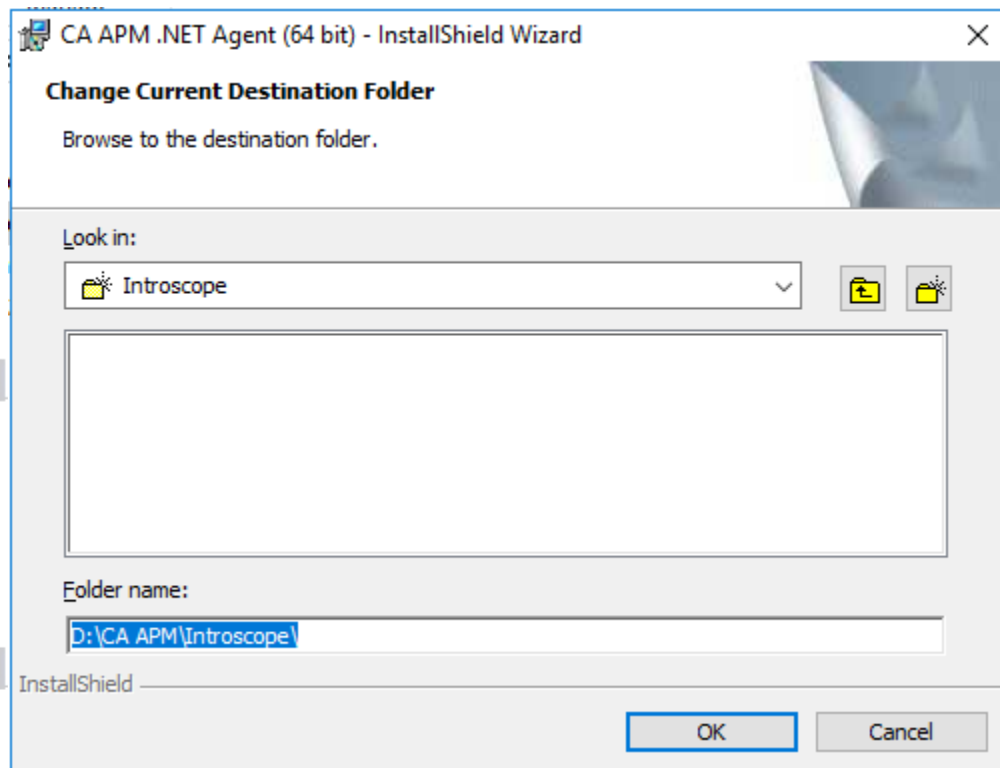 CA APM .NET Agent (64 bit) - InstallShield Wizard
Change Current Destination Folder
Browse to the destination folder.
Look in:
Introscope
Folder name:
D:\CA APM\Introscope\
InstallShield
OK
Cancel